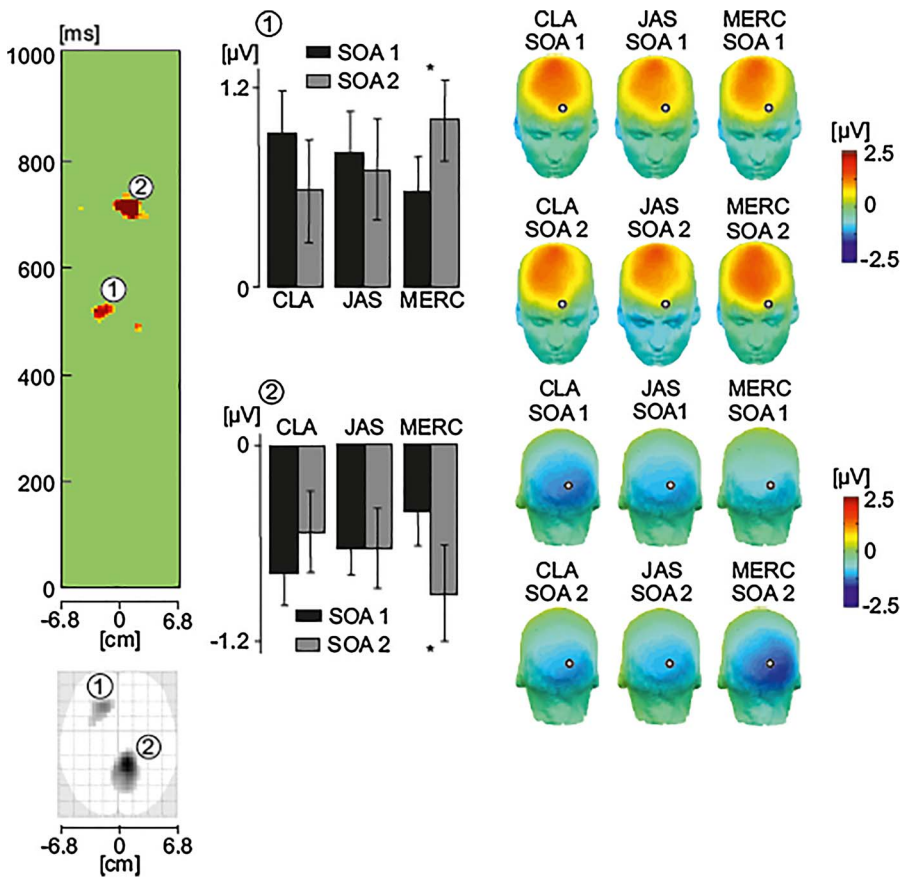 [ms]
1000
800
600
400
200
0
②
①
-6.8 0 6.8
[cm]
①
②
-6.8 0 6.8
[cm]
①
[µV]
SOA 1
SOA 2
1.2
*
0
CLA JAS MERC
②
[µV]
CLA JAS MERC
0
SOA 1
SOA 2
-1.2
*
CLA JAS MERC
SOA 1 SOA 1 SOA 1
CLA JAS MERC
SOA 2 SOA 2 SOA 2
[µV]
2.5
0
-2.5
CLA JAS MERC
SOA 1 SOA1 SOA 1
CLA JAS MERC
SOA 2 SOA 2 SOA 2
[µV]
2.5
0
-2.5